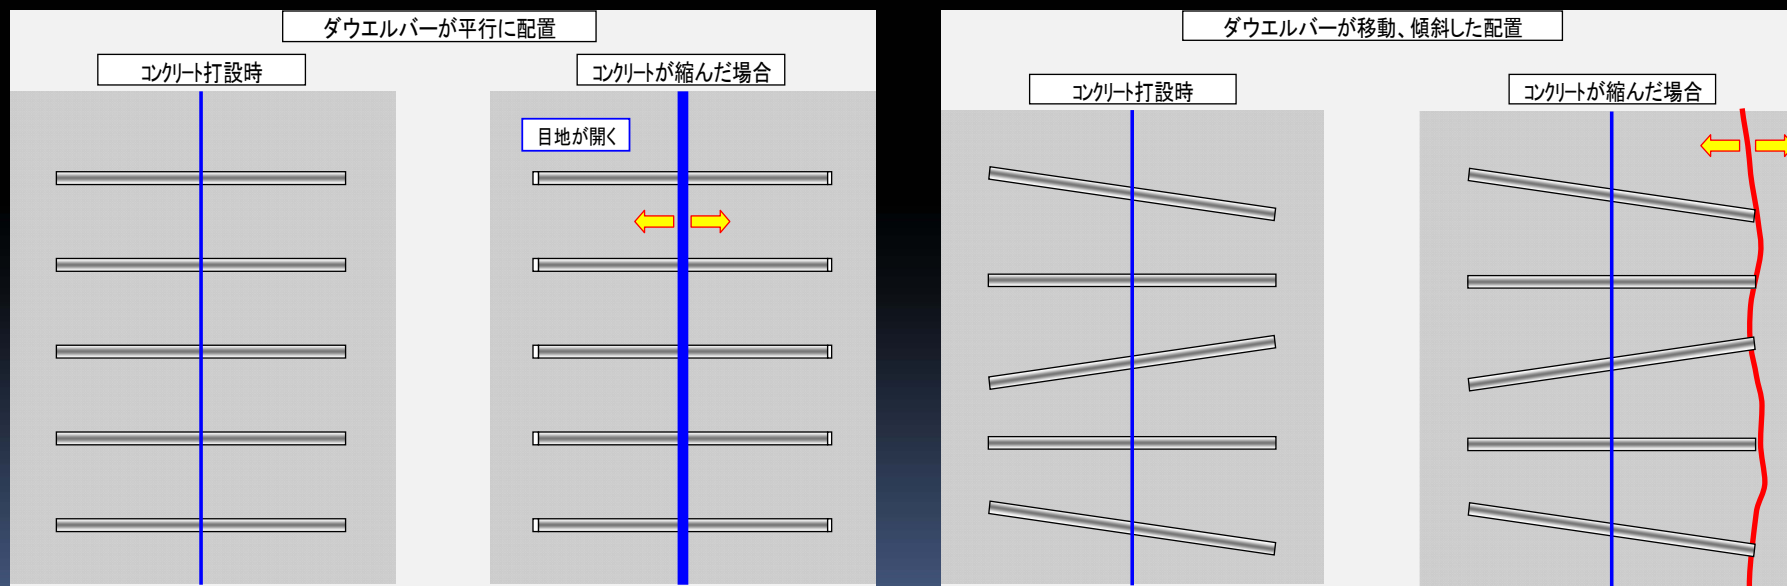 ダウエルバーが平行に配置
コンクリート打設時
コンクリートが縮んだ場合
目地が開く
ダウエルバーが移動、傾斜した配置
コンクリート打設時
コンクリートが縮んだ場合